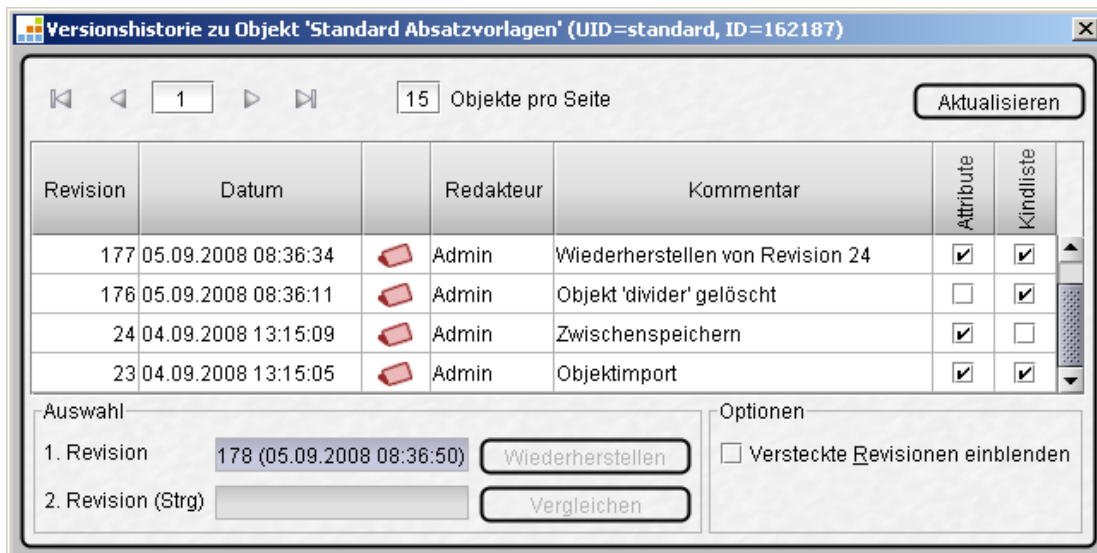 Versionshistorie zu Objekt 'Standard Absatzvorlagen' (UID=standard, ID=162187)
1 15 Objekte pro Seite Aktualisieren
Revision Datum Redakteur Kommentar Attribute Kindliste
177 05.09.2008 08:36:34 Admin Wiederherstellen von Revision 24
176 05.09.2008 08:36:11 Admin Objekt 'divider' gelöscht
24 04.09.2008 13:15:09 Admin Zwischenspeichern
23 04.09.2008 13:15:05 Admin Objektimport
Auswahl Optionen
1. Revision 178 (05.09.2008 08:36:50) Wiederherstellen Versteckte Revisionen einblenden
2. Revision (Strg) Vergleichen